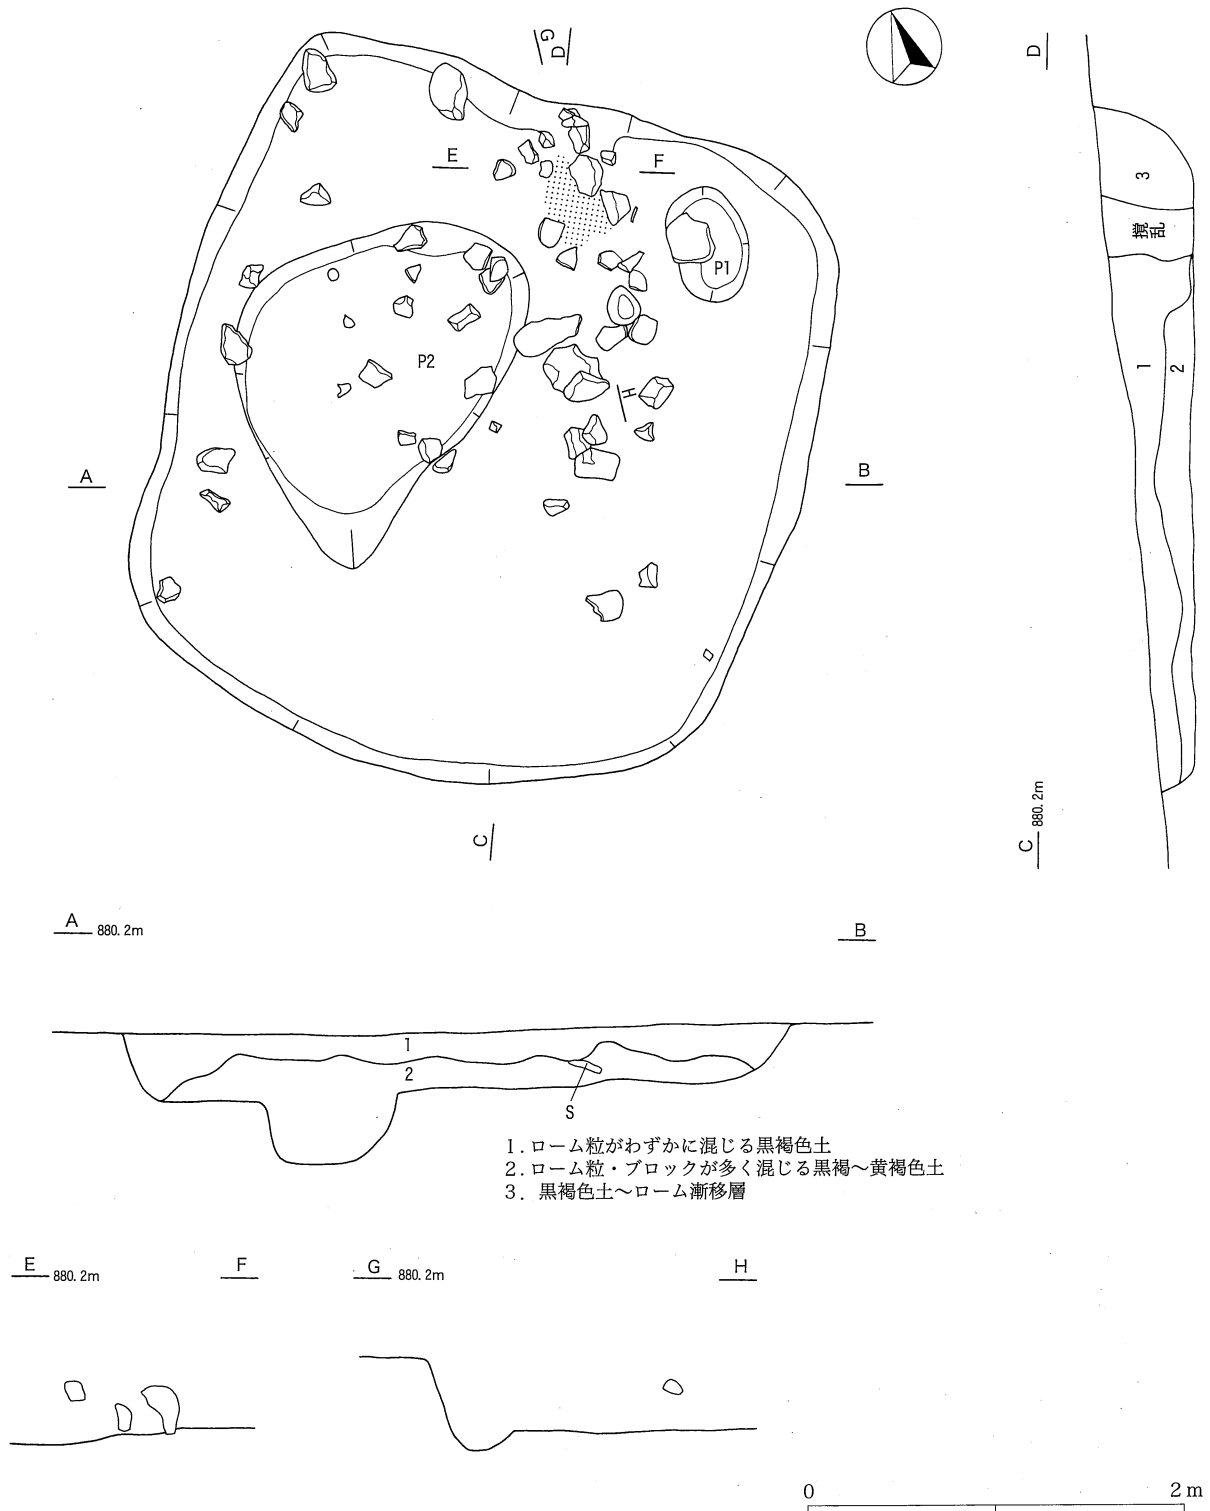 G
D
E
F
P1
P2
H
A
B
C
D
3
撹乱
1
2
C 880.2m
A 880.2m
B
1
2
S
1. ローム粒がわずかに混じる黒褐色土
2. ローム粒・ブロックが多く混じる黒褐〜黄褐色土
3. 黒褐色土〜ローム漸移層
E 880.2m
F
G 880.2m
H
0
2m